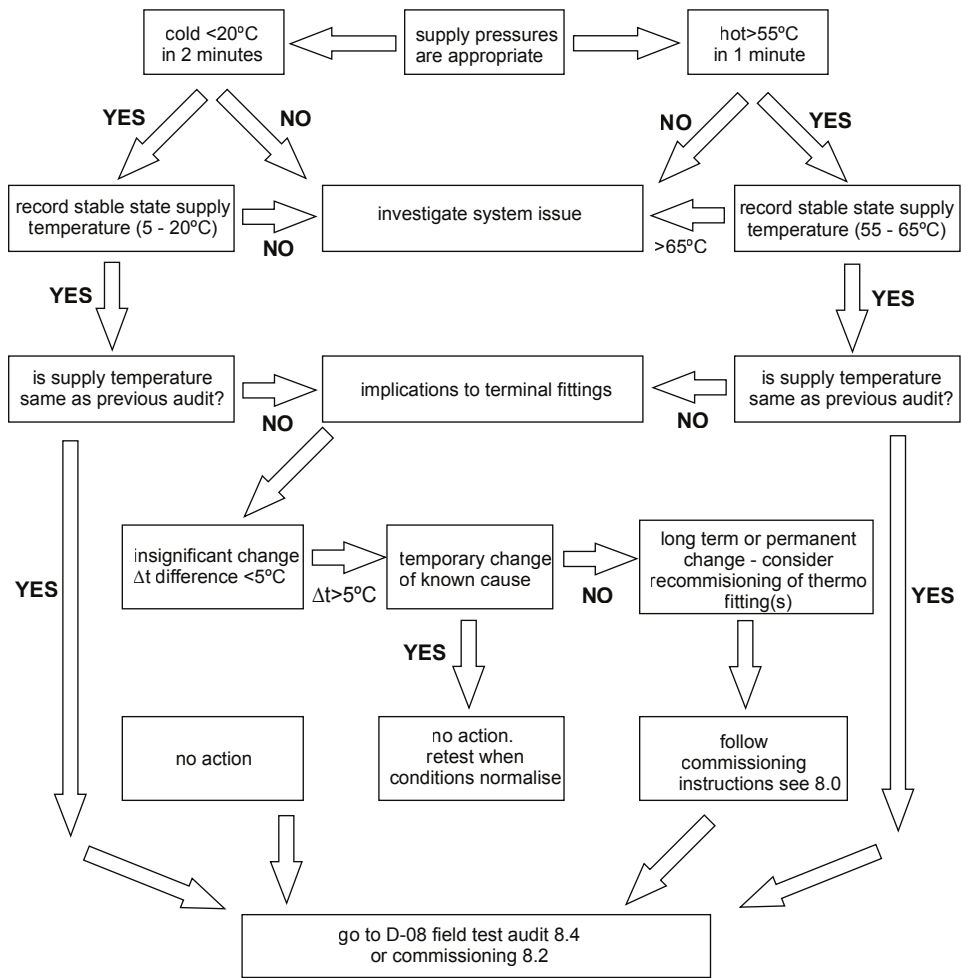 cold <20ºC
in 2 minutes
supply pressures
are appropriate
hot>55ºC
in 1 minute
YES
NO
NO
YES
record stable state supply
temperature (5 - 20ºC)
NO
investigate system issue
>65ºC
record stable state supply
temperature (55 - 65ºC)
YES
YES
is supply temperature
same as previous audit?
NO
implications to terminal fittings
NO
is supply temperature
same as previous audit?
YES
insignificant change
Δt difference <5ºC
Δt>5ºC
temporary change
of known cause
NO
long term or permanent
change - consider
recommisioning of thermo
fitting(s)
YES
YES
no action
no action.
retest when
conditions normalise
follow
commissioning
instructions see 8.0
go to D-08 field test audit 8.4
or commissioning 8.2